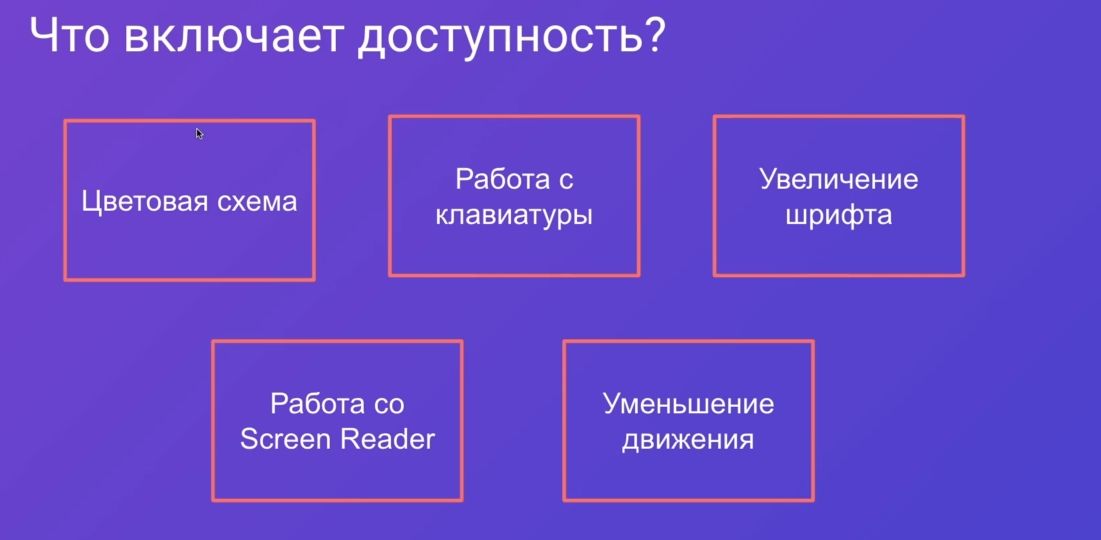 Что включает доступность?
Цветовая схема
Работа с
клавиатуры
Увеличение
шрифта
Работа со
Screen Reader
Уменьшение
движения